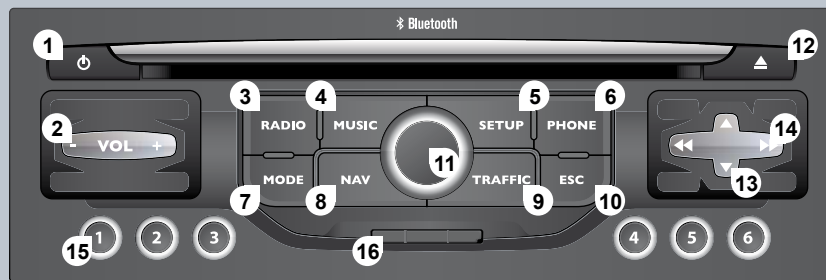 Bluetooth
1 12
3 4 5 6
2 RADIO MUSIC SETUP PHONE 14
- VOL +
11
MODE NAV TRAFFIC ESC 13
7 8 9 10
15 1 2 3 16 4 5 6